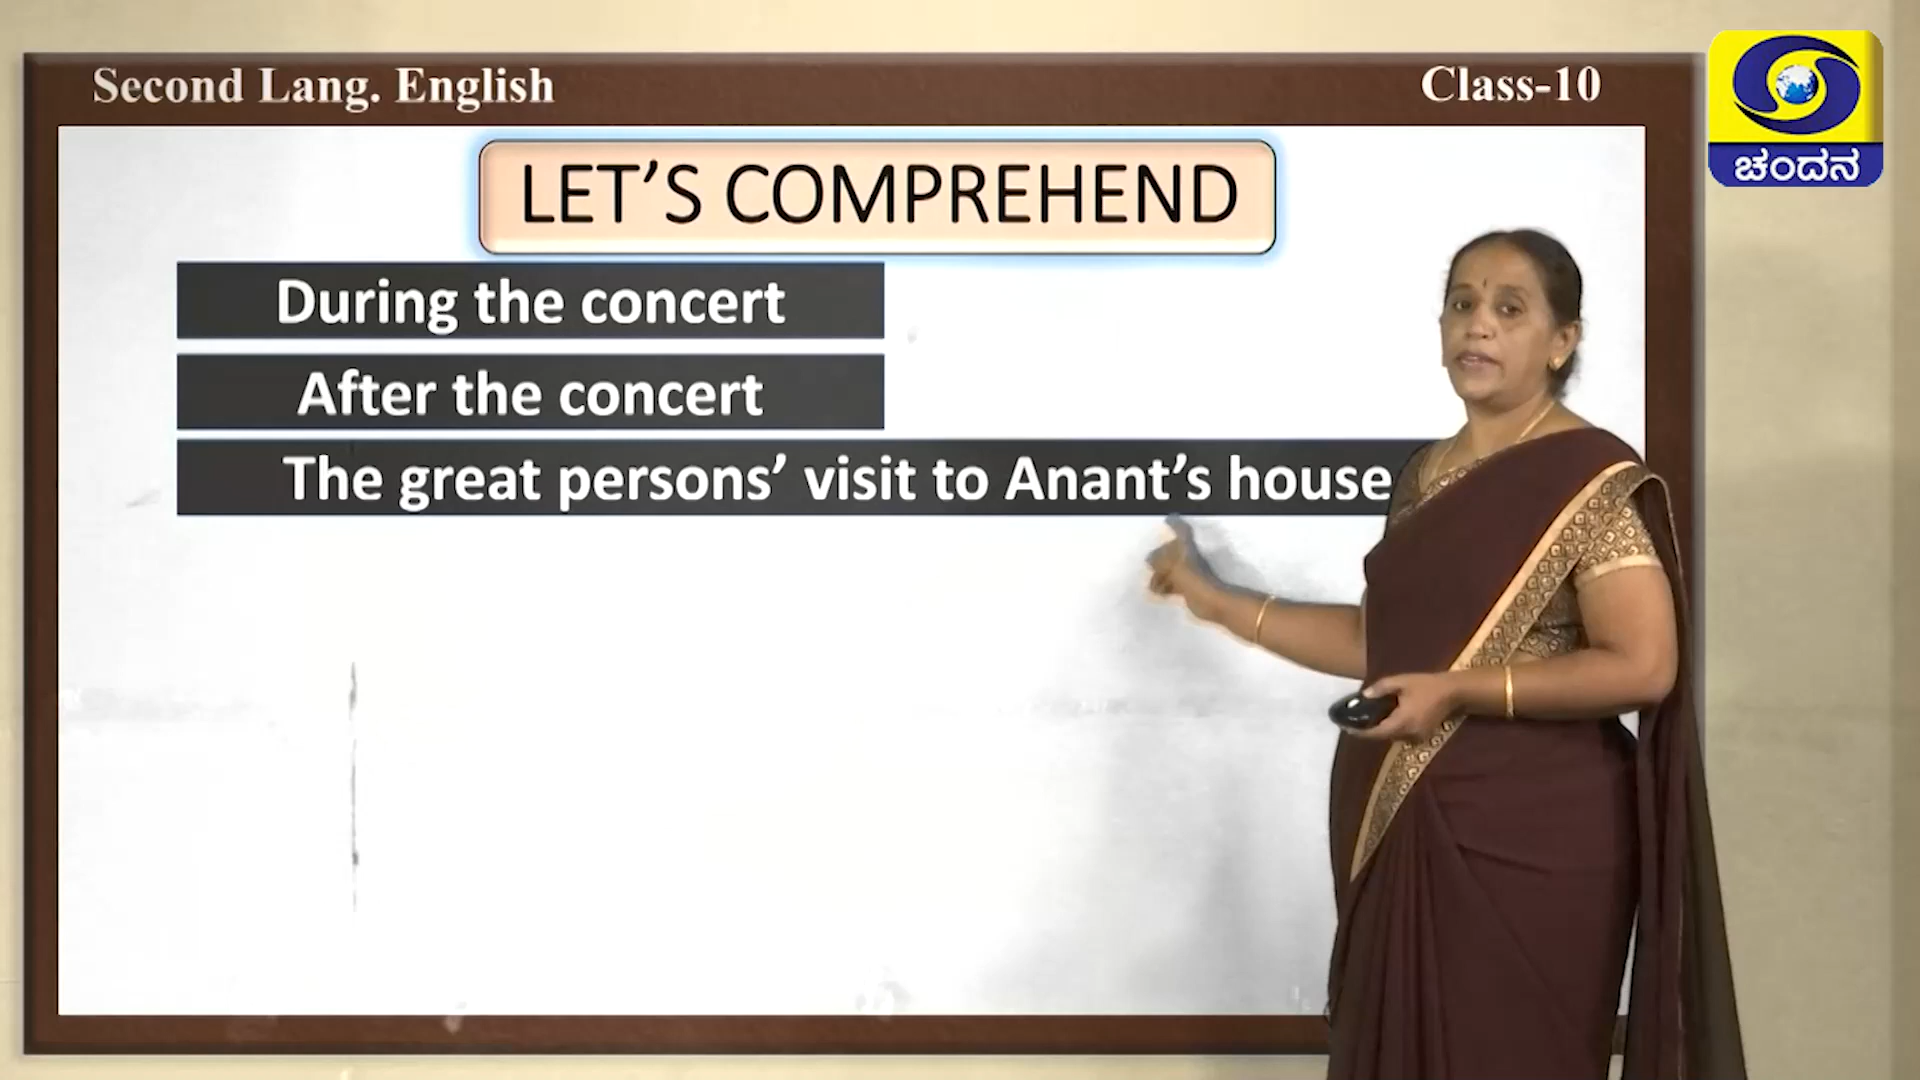 Second Lang. English
Class-10
ಚಂದನ
LET'S COMPREHEND
During the concert
After the concert
The great persons' visit to Anant's house